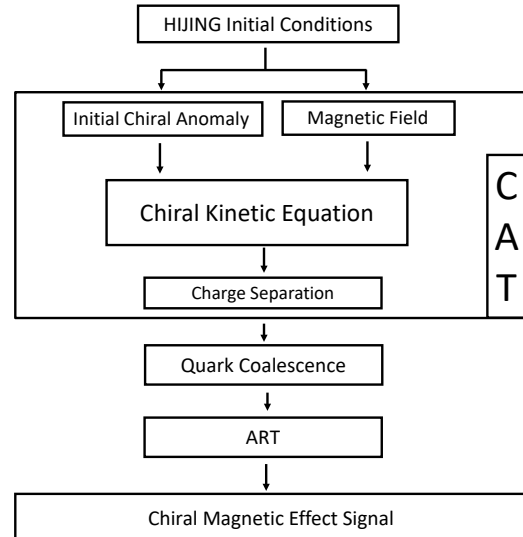 HIJING Initial Conditions
Initial Chiral Anomaly
Magnetic Field
Chiral Kinetic Equation
Charge Separation
C
A
T
Quark Coalescence
ART
Chiral Magnetic Effect Signal